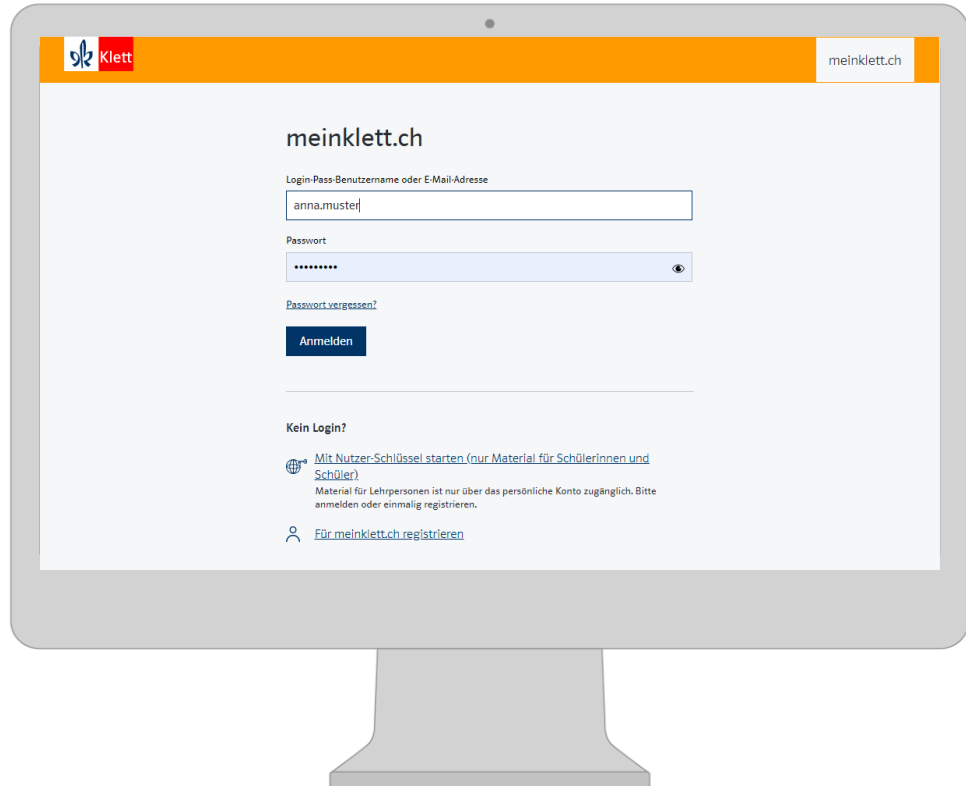 Klett
meinklett.ch
meinklett.ch
Login-Pass-Benutzername oder E-Mail-Adresse
anna.muster
Passwort
•••••••••
Passwort vergessen?
Anmelden
Kein Login?
Mit Nutzer-Schlüssel starten (nur Material für Schülerinnen und
Schüler)
Material für Lehrpersonen ist nur über das persönliche Konto zugänglich. Bitte
anmelden oder einmalig registrieren.
Für meinklett.ch registrieren